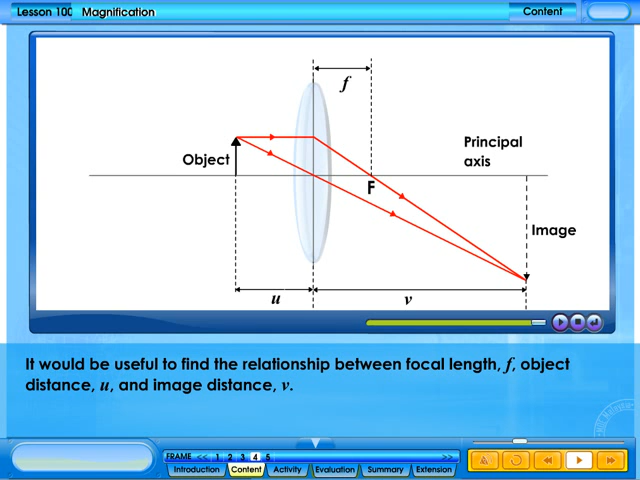 Lesson 100 Magnification
Content
f
Object
Principal
axis
F
Image
u
v
It would be useful to find the relationship between focal length, f, object
distance, u, and image distance, v.
FRAME << 1 2 3 4 5 >>
Introduction Content Activity Evaluation Summary Extension